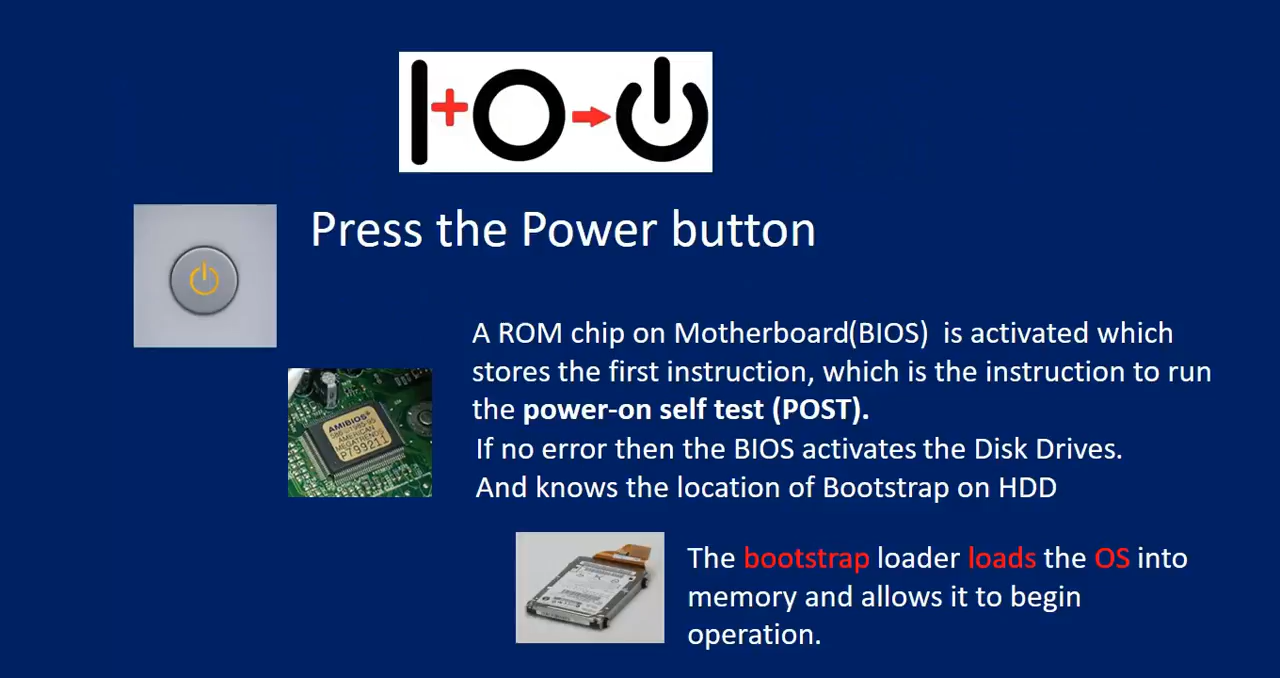 Press the Power button
A ROM chip on Motherboard(BIOS) is activated which
stores the first instruction, which is the instruction to run
the power-on self test (POST).
AMIBIOS
AMERICAN
MEGATRENDS
P799211
If no error then the BIOS activates the Disk Drives.
And knows the location of Bootstrap on HDD
The bootstrap loader loads the OS into
memory and allows it to begin
operation.